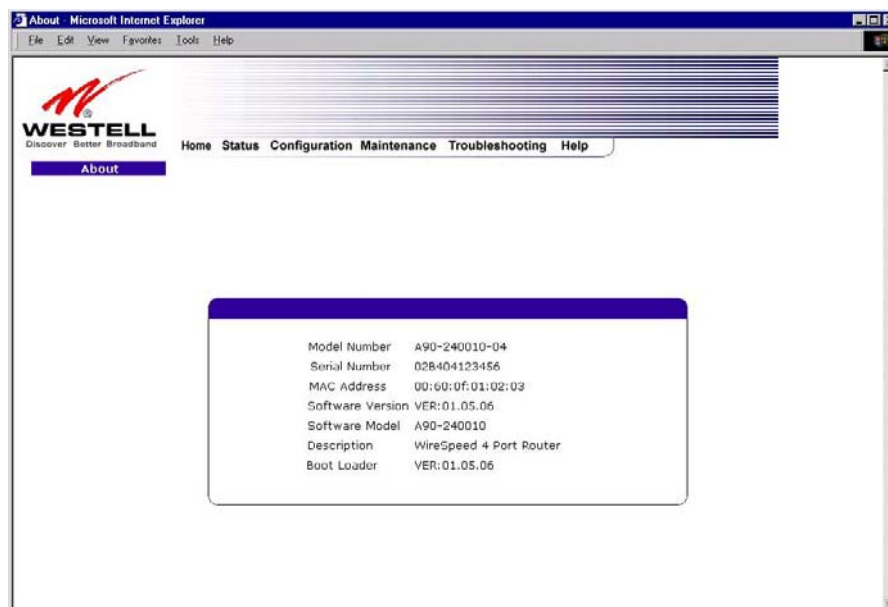 About - Microsoft Internet Explorer
File Edit View Favorites Tools Help
WESTELL
Discover Better Broadband
Home Status Configuration Maintenance Troubleshooting Help
About
Model Number A90-240010-04
Serial Number 02B404123456
MAC Address 00:60:0f:01:02:03
Software Version VER:01.05.06
Software Model A90-240010
Description WireSpeed 4 Port Router
Boot Loader VER:01.05.06